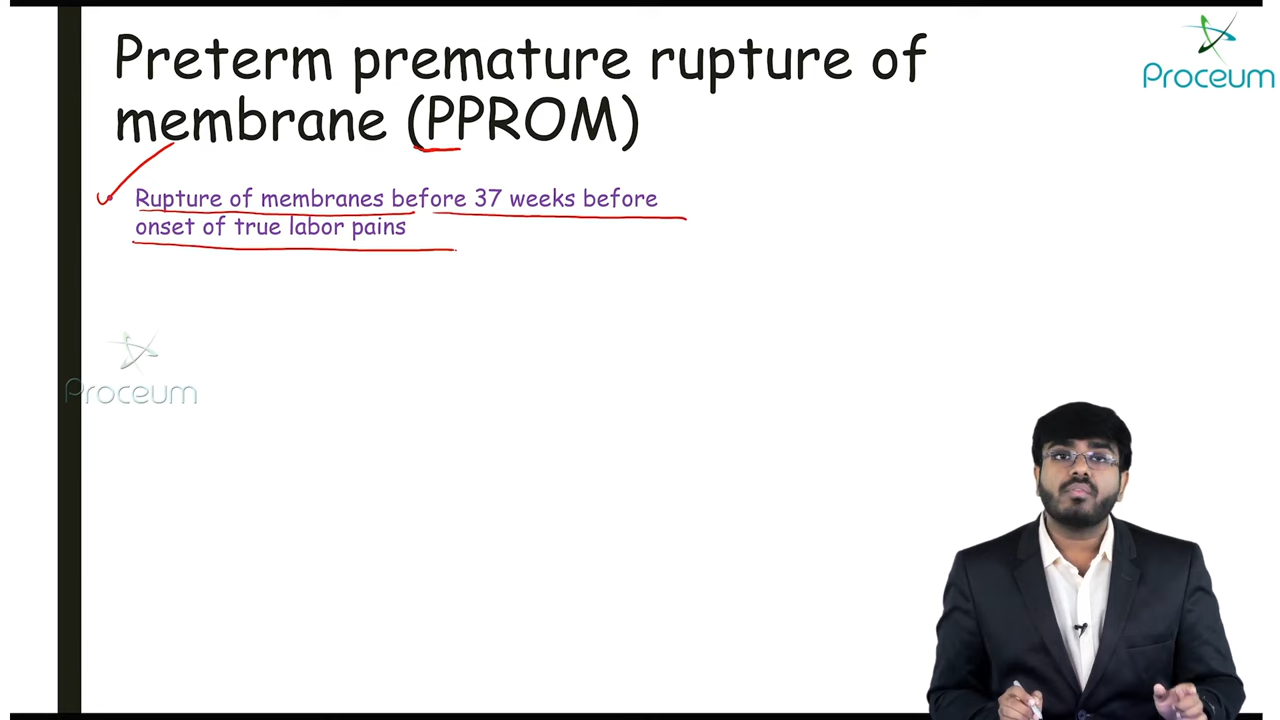 Preterm premature rupture of
membrane (PPROM)
Proceum
Rupture of membranes before 37 weeks before
onset of true labor pains
Proceum